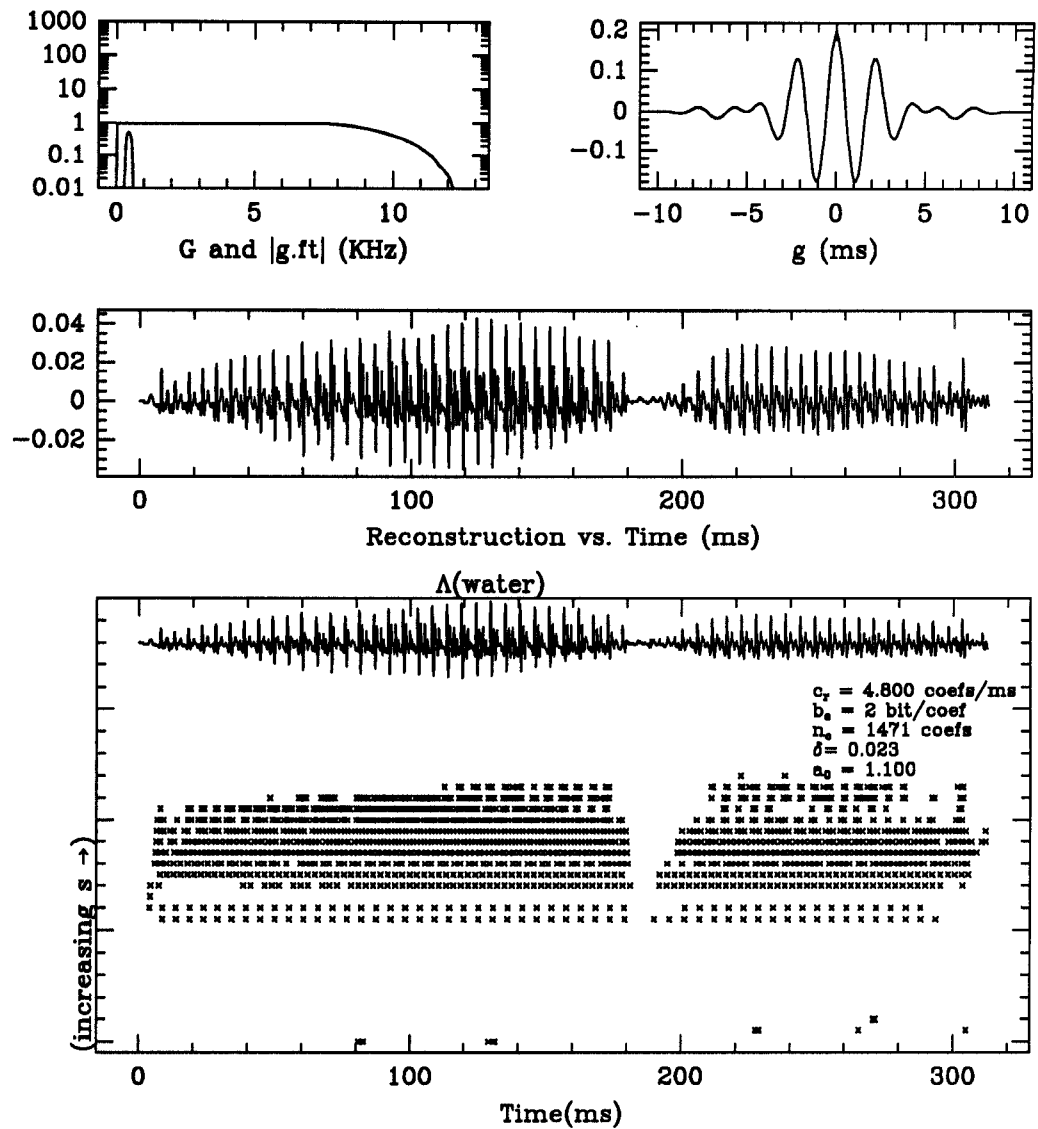 1000
100
10
1
0.1
0.01
0 5 10
G and |g.ft| (KHz)
0.2
0.1
0
−0.1
−10 −5 0 5 10
g (ms)
0.04
0.02
0
−0.02
0 100 200 300
Reconstruction vs. Time (ms)
Λ(water)
c_r = 4.800 coefs/ms
b_e = 2 bit/coef
n_e = 1471 coefs
δ= 0.023
a_0 = 1.100
(increasing s →)
0 100 200 300
Time(ms)